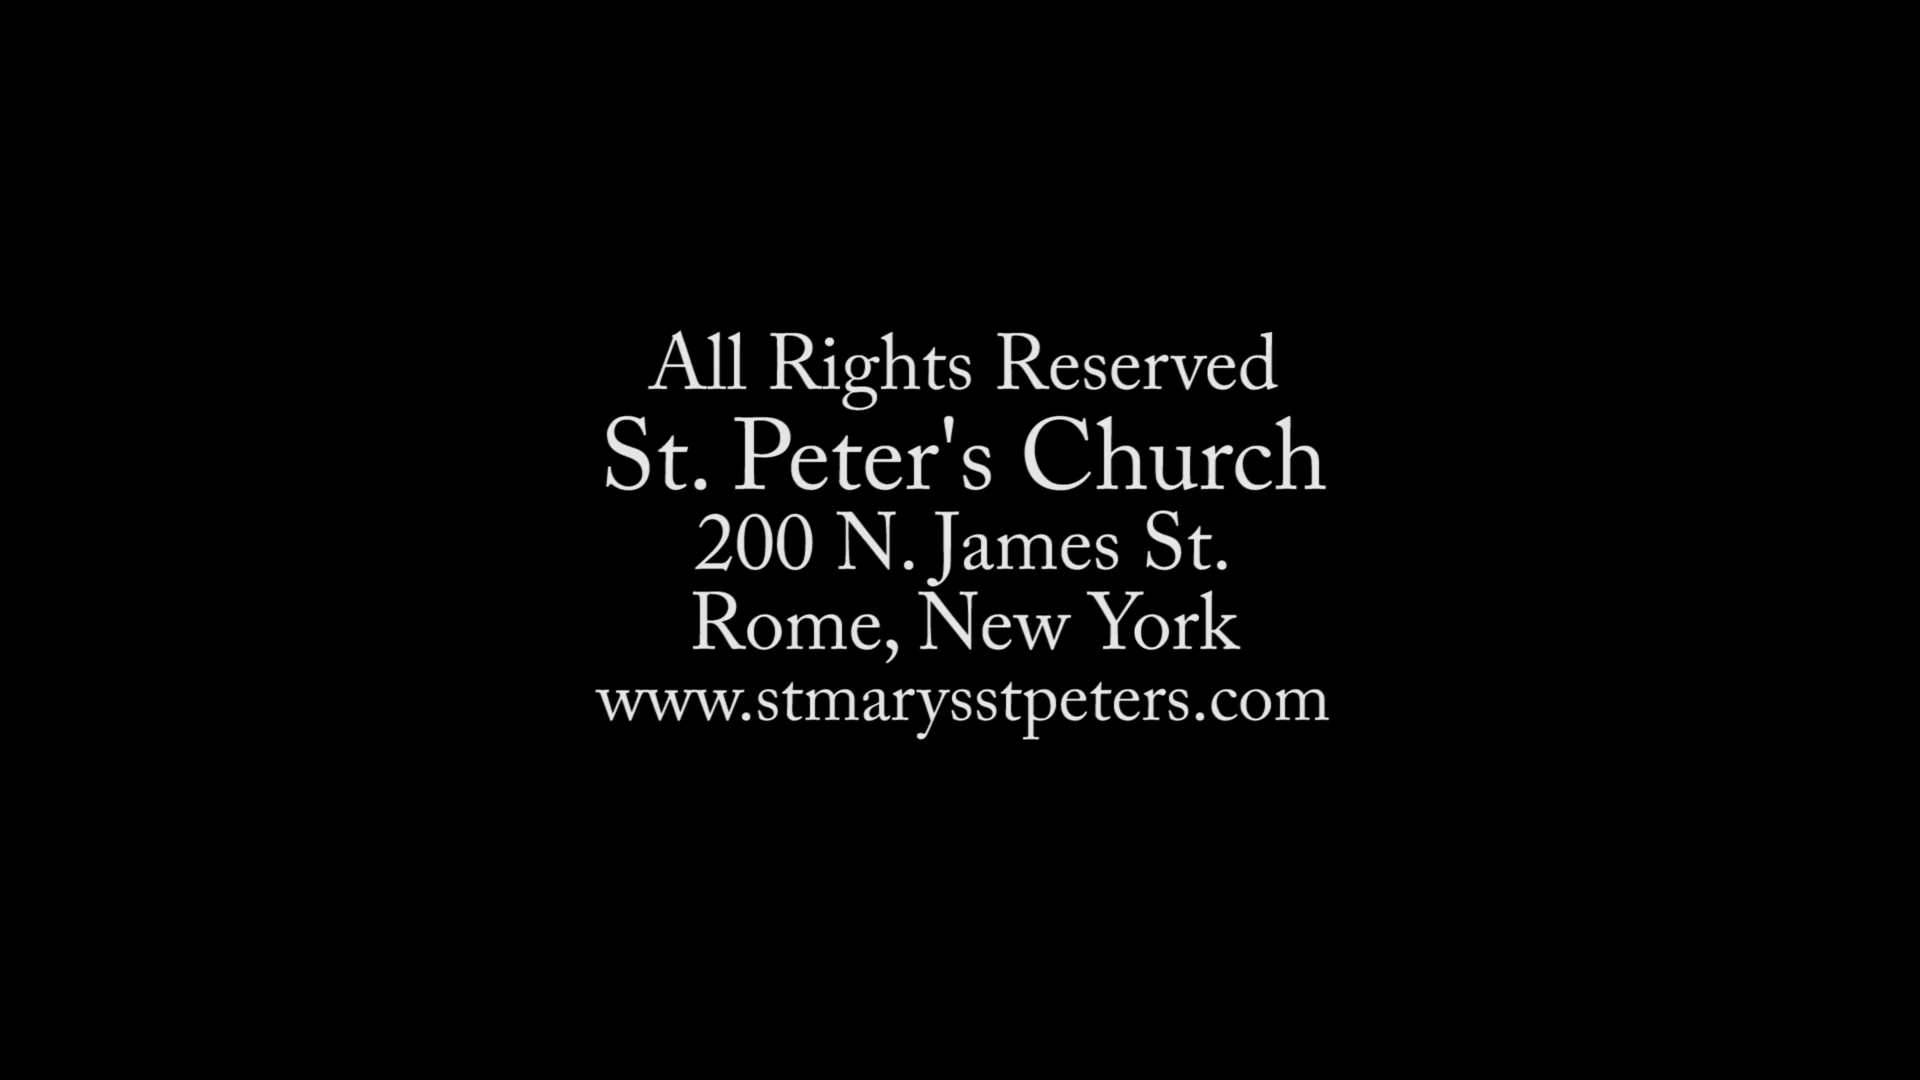 All Rights Reserved
St. Peter's Church
200 N. James St.
Rome, New York
www.stmarysstpeters.com